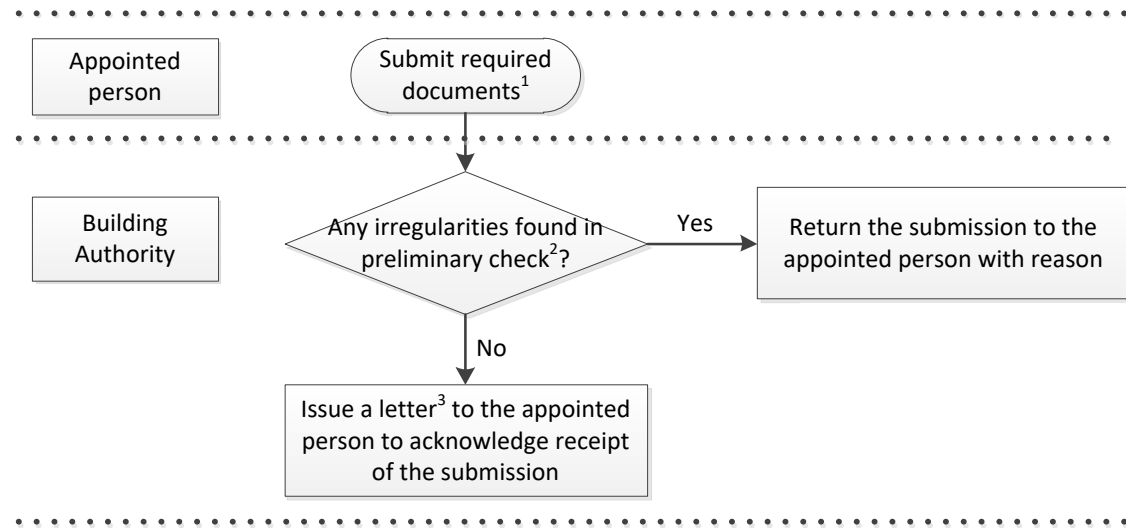 Appointed
person
Submit required
documents¹
Building
Authority
Any irregularities found in
preliminary check²?
Yes
Return the submission to the
appointed person with reason
No
Issue a letter³ to the appointed
person to acknowledge receipt
of the submission